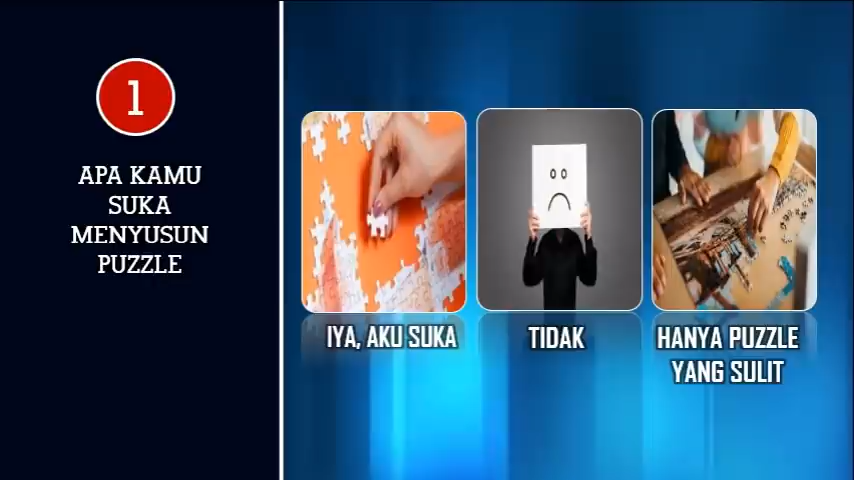 1
APA KAMU
SUKA
MENYUSUN
PUZZLE
IYA, AKU SUKA
TIDAK
HANYA PUZZLE
YANG SULIT